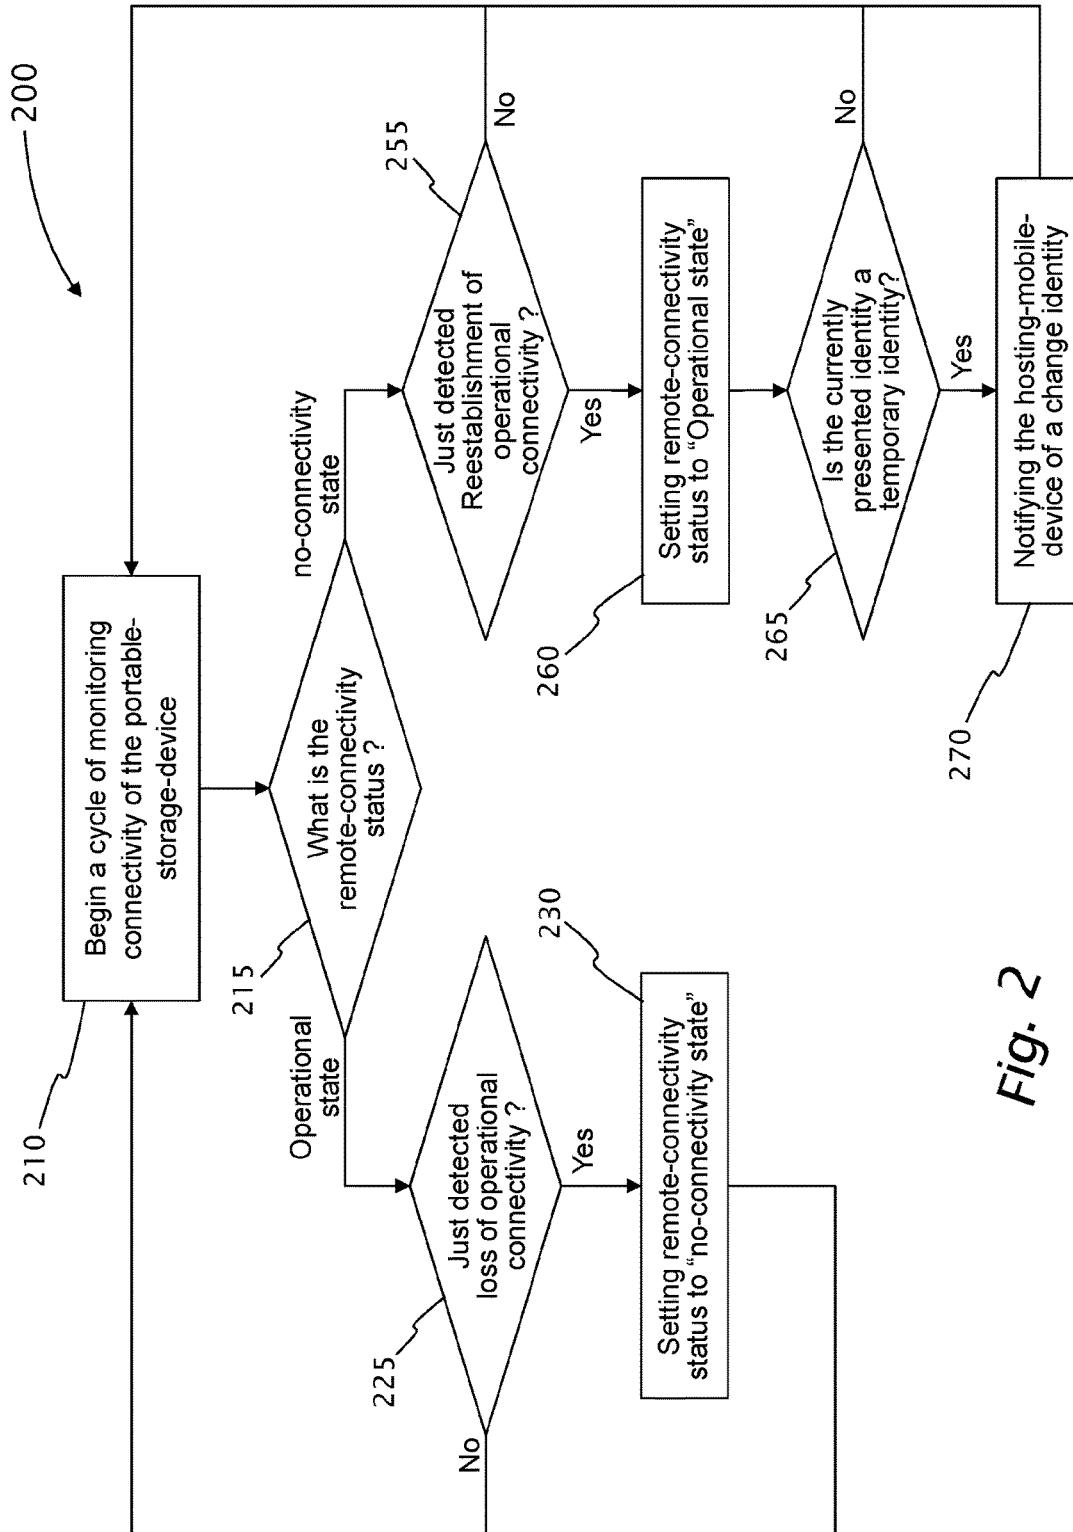 200
Begin a cycle of monitoring
connectivity of the portable-
storage-device
210
What is the
remote-connectivity
status ?
215
Operational
state
no-connectivity
state
Just detected
loss of operational
connectivity ?
225
No
Yes
Setting remote-connectivity
status to “no-connectivity state”
230
Just detected
Reestablishment of
operational
connectivity ?
255
No
Yes
Setting remote-connectivity
status to “Operational state”
260
Is the currently
presented identity a
temporary identity?
265
No
Yes
Notifying the hosting-mobile-
device of a change identity
270
Fig. 2